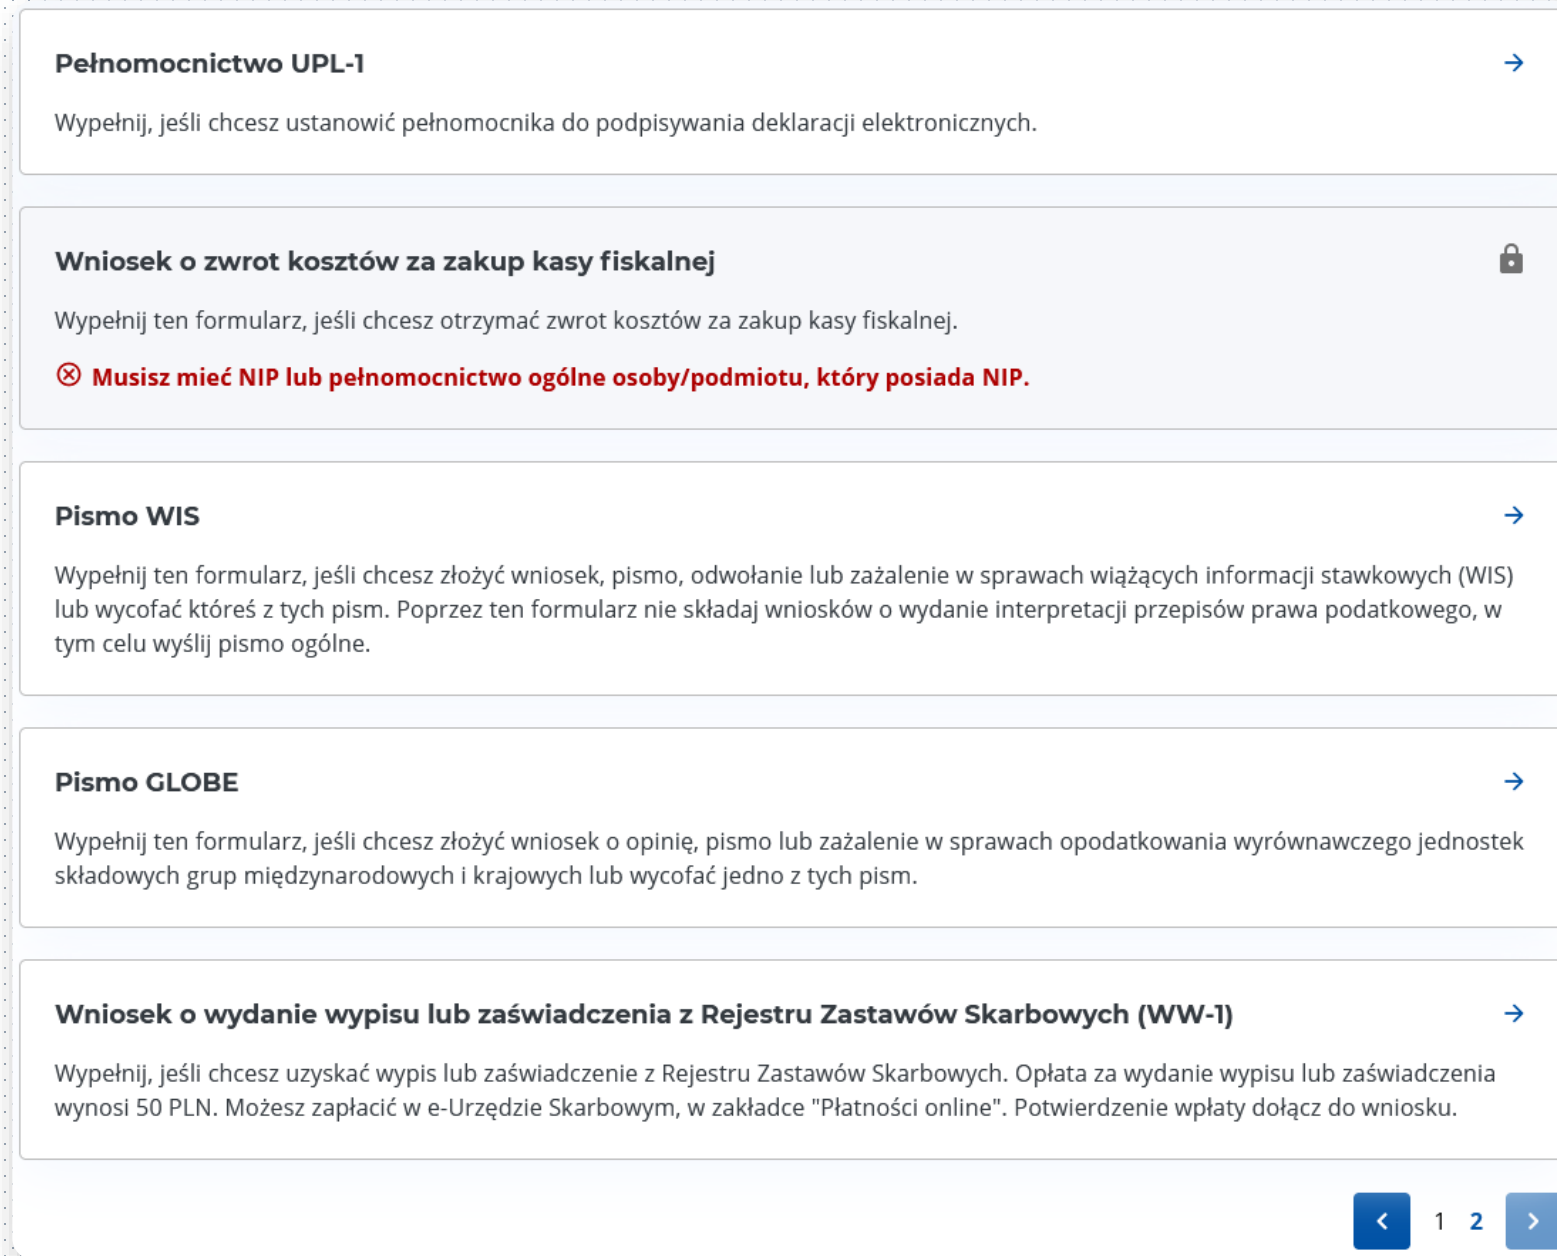 Pełnomocnictwo UPL-1
Wypełnij, jeśli chcesz ustanowić pełnomocnika do podpisywania deklaracji elektronicznych.
Wniosek o zwrot kosztów za zakup kasy fiskalnej
Wypełnij ten formularz, jeśli chcesz otrzymać zwrot kosztów za zakup kasy fiskalnej.
Musisz mieć NIP lub pełnomocnictwo ogólne osoby/podmiotu, który posiada NIP.
Pismo WIS
Wypełnij ten formularz, jeśli chcesz złożyć wniosek, pismo, odwołanie lub zażalenie w sprawach wiążących informacji stawkowych (WIS)
lub wycofać któreś z tych pism. Poprzez ten formularz nie składaj wniosków o wydanie interpretacji przepisów prawa podatkowego, w
tym celu wyślij pismo ogólne.
Pismo GLOBE
Wypełnij ten formularz, jeśli chcesz złożyć wniosek o opinię, pismo lub zażalenie w sprawach opodatkowania wyrównawczego jednostek
składowych grup międzynarodowych i krajowych lub wycofać jedno z tych pism.
Wniosek o wydanie wypisu lub zaświadczenia z Rejestru Zastawów Skarbowych (WW-1)
Wypełnij, jeśli chcesz uzyskać wypis lub zaświadczenie z Rejestru Zastawów Skarbowych. Opłata za wydanie wypisu lub zaświadczenia
wynosi 50 PLN. Możesz zapłacić w e-Urzędzie Skarbowym, w zakładce "Płatności online". Potwierdzenie wpłaty dołącz do wniosku.
1 2